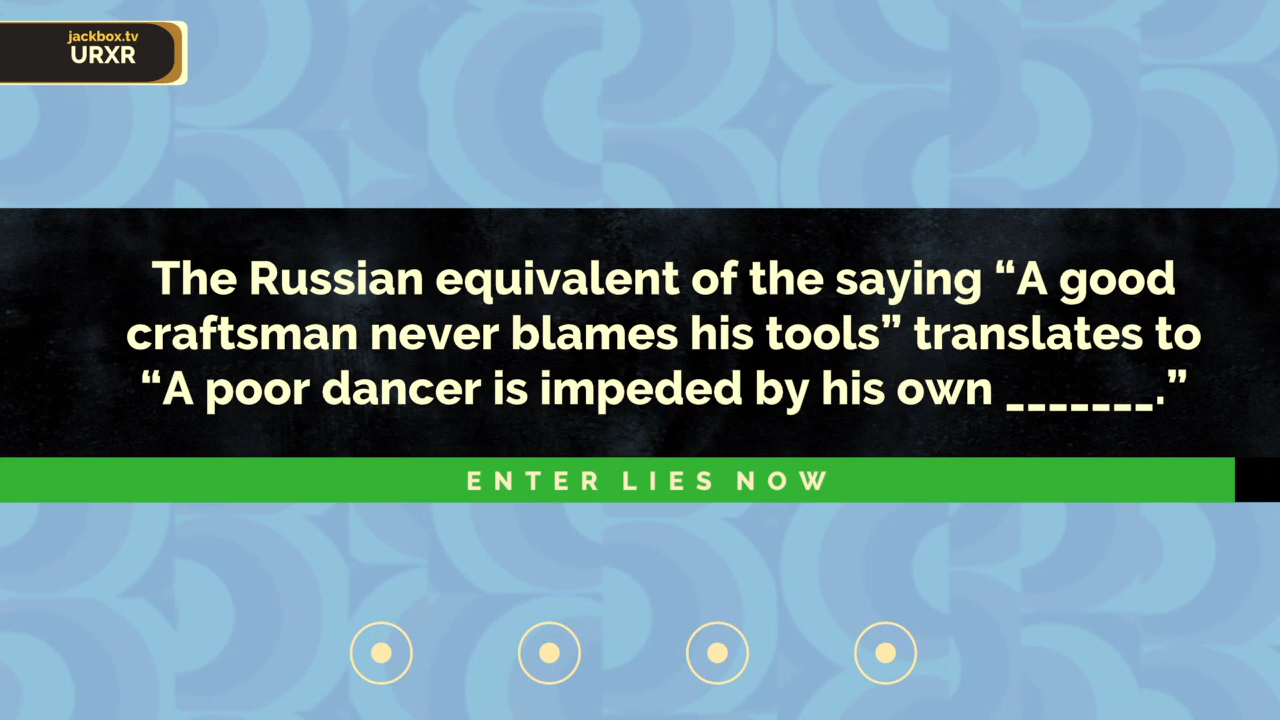 jackbox.tv
URXR
The Russian equivalent of the saying “A good
craftsman never blames his tools” translates to
“A poor dancer is impeded by his own _______.”
ENTER LIES NOW